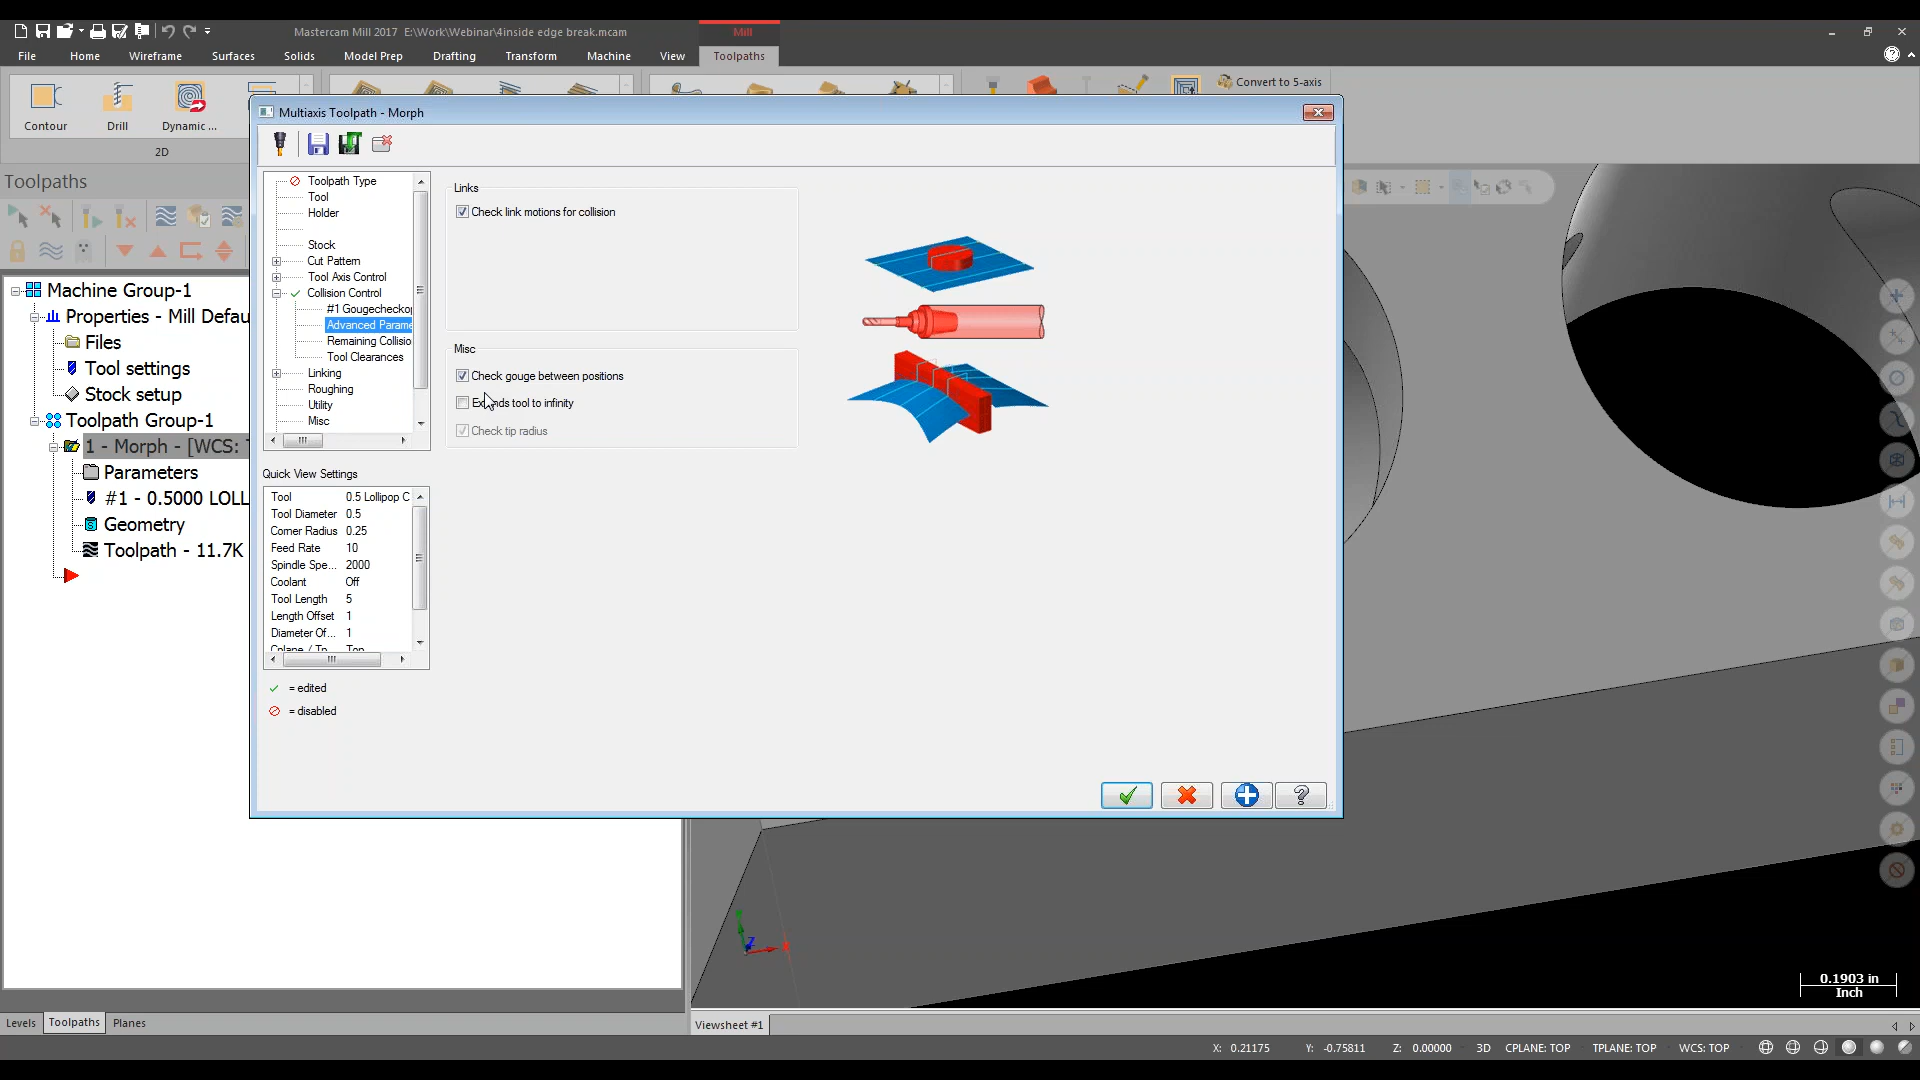 Mastercam Mill 2017 E:\Work\Webinar\4inside edge break.mcam
Mill
File
Home
Wireframe
Surfaces
Solids
Model Prep
Drafting
Transform
Machine
View
Toolpaths
Contour
Drill
Dynamic ...
2D
Convert to 5-axis
Toolpaths
Machine Group-1
Properties - Mill Defau
Files
Tool settings
Stock setup
Toolpath Group-1
1 - Morph - [WCS:
Parameters
#1 - 0.5000 LOLL
Geometry
Toolpath - 11.7K
Multiaxis Toolpath - Morph
Toolpath Type
Tool
Holder
Stock
Cut Pattern
Tool Axis Control
Collision Control
#1 Gougecheckop
Advanced Parame
Remaining Collisio
Tool Clearances
Linking
Roughing
Utility
Misc
Quick View Settings
Tool 0.5 Lollipop C
Tool Diameter 0.5
Corner Radius 0.25
Feed Rate 10
Spindle Spe... 2000
Coolant Off
Tool Length 5
Length Offset 1
Diameter Of... 1
Cplane / Tp Top
= edited
= disabled
Links
Check link motions for collision
Misc
Check gouge between positions
Extends tool to infinity
Check tip radius
0.1903 in
Inch
Levels
Toolpaths
Planes
Viewsheet #1
X: 0.21175 Y: -0.75811 Z: 0.00000 3D CPLANE: TOP TPLANE: TOP WCS: TOP